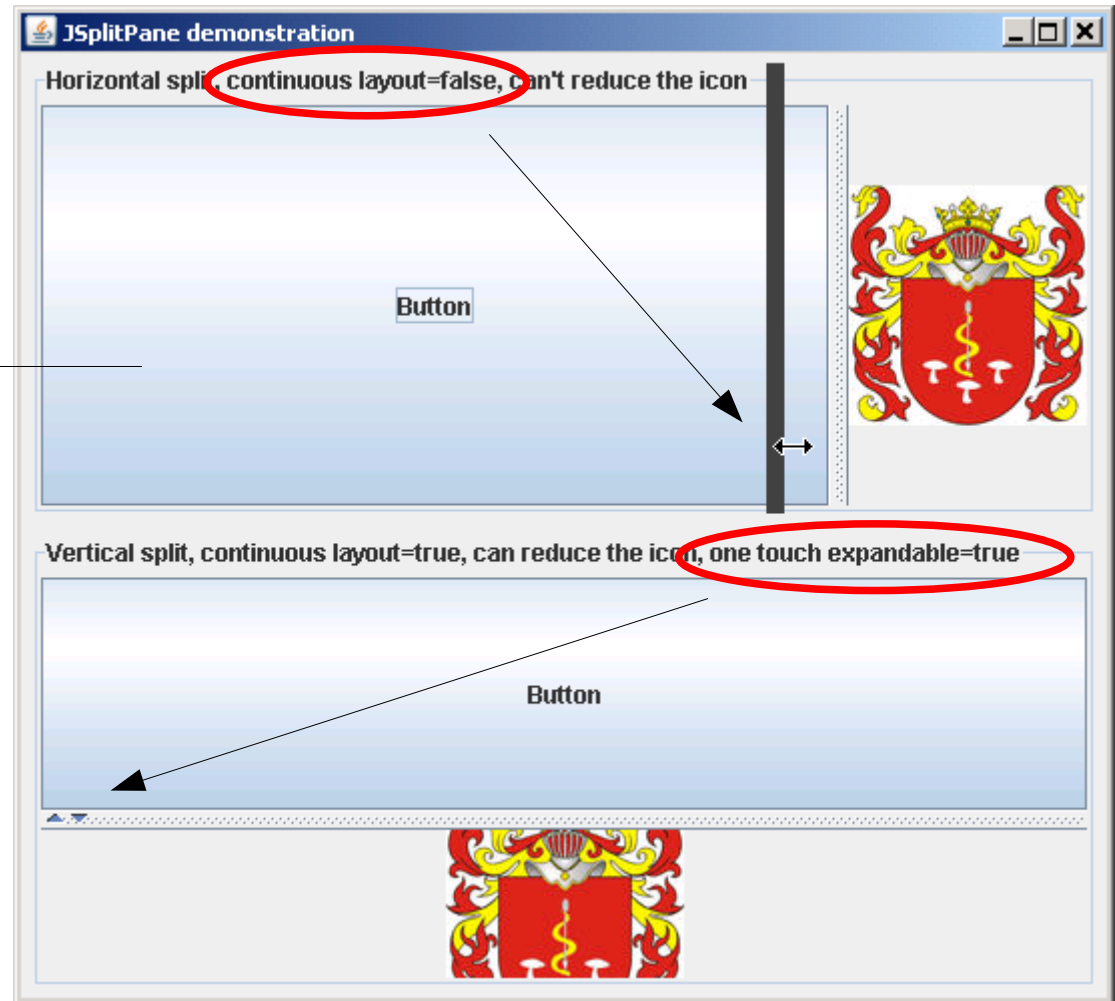 JSplitPane demonstration
Horizontal split, continuous layout=false, can't reduce the icon
Button
Vertical split, continuous layout=true, can reduce the icon, one touch expandable=true
Button